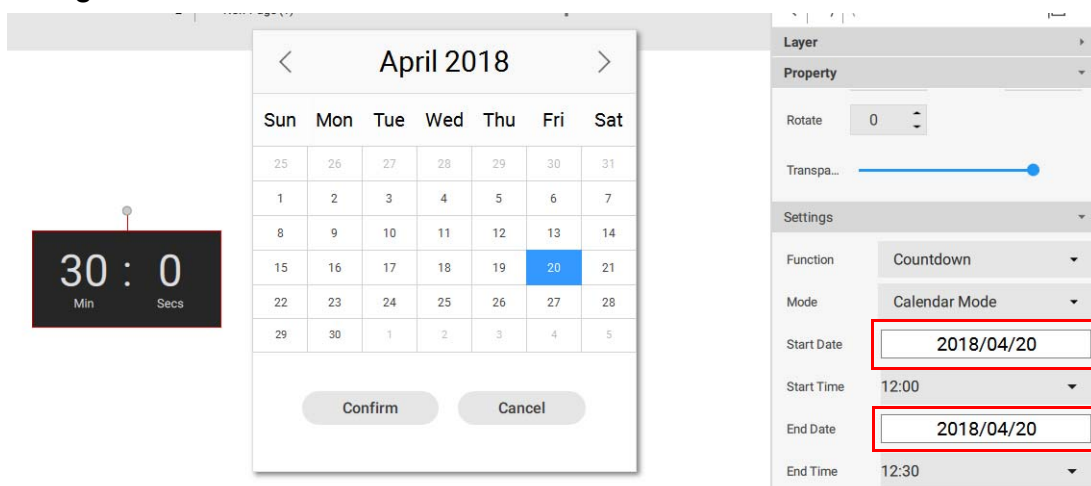 April 2018
Sun Mon Tue Wed Thu Fri Sat
25 26 27 28 29 30 31
1 2 3 4 5 6 7
8 9 10 11 12 13 14
15 16 17 18 19 20 21
22 23 24 25 26 27 28
29 30 1 2 3 4 5
Confirm Cancel
30 : 0
Min Secs
Layer
Property
Rotate 0
Transpa...
Settings
Function Countdown
Mode Calendar Mode
Start Date 2018/04/20
Start Time 12:00
End Date 2018/04/20
End Time 12:30